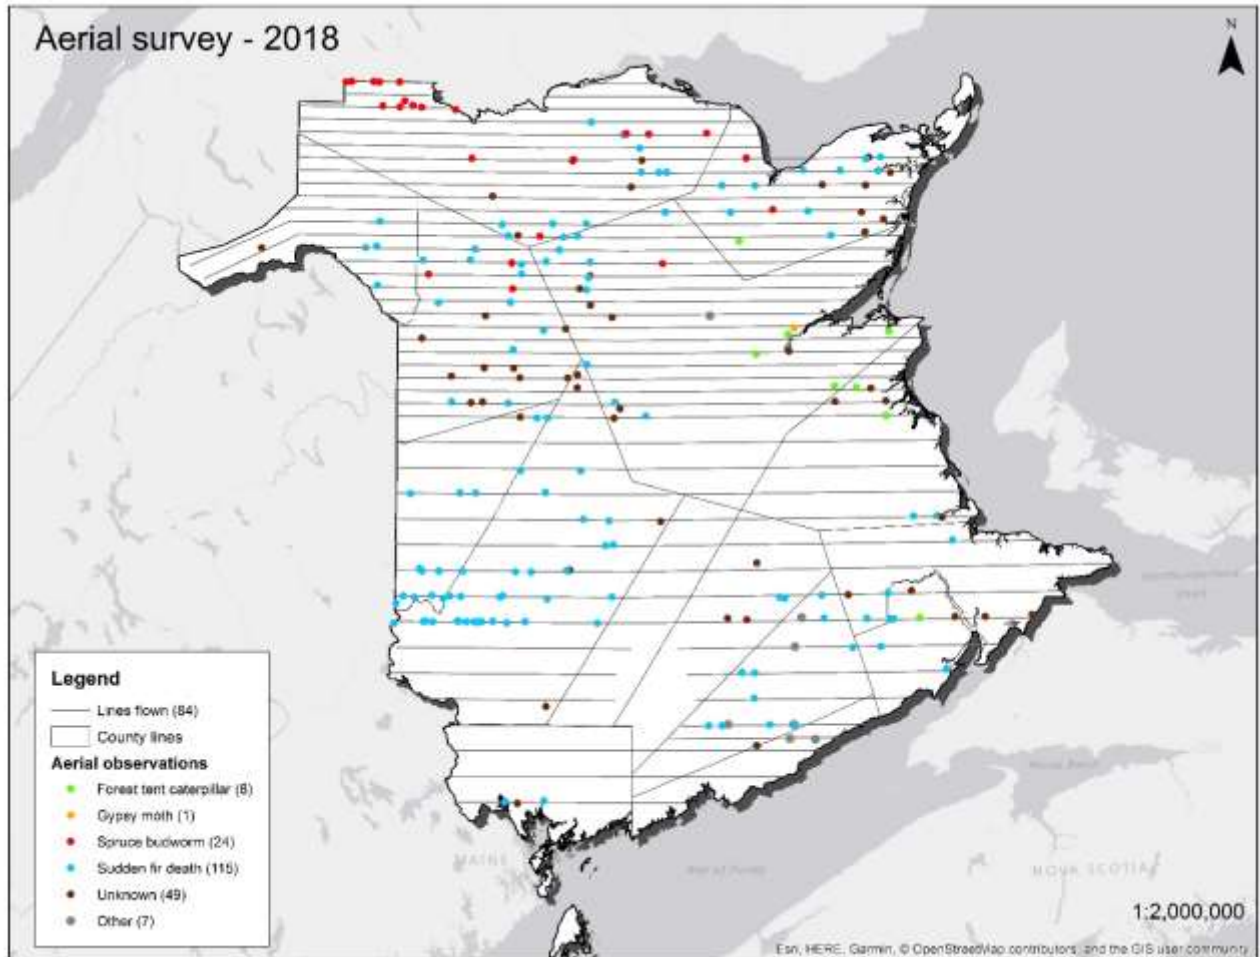 Aerial survey - 2018
N
Legend
Lines flown (84)
County lines
Aerial observations
Forest tent caterpillar (8)
Gypsy moth (1)
Spruce budworm (24)
Sudden fir death (115)
Unknown (49)
Other (7)
MAINE
NOVA SCOTIA
1:2,000,000
Esri, HERE, Garmin, © OpenStreetMap contributors, and the GIS user community